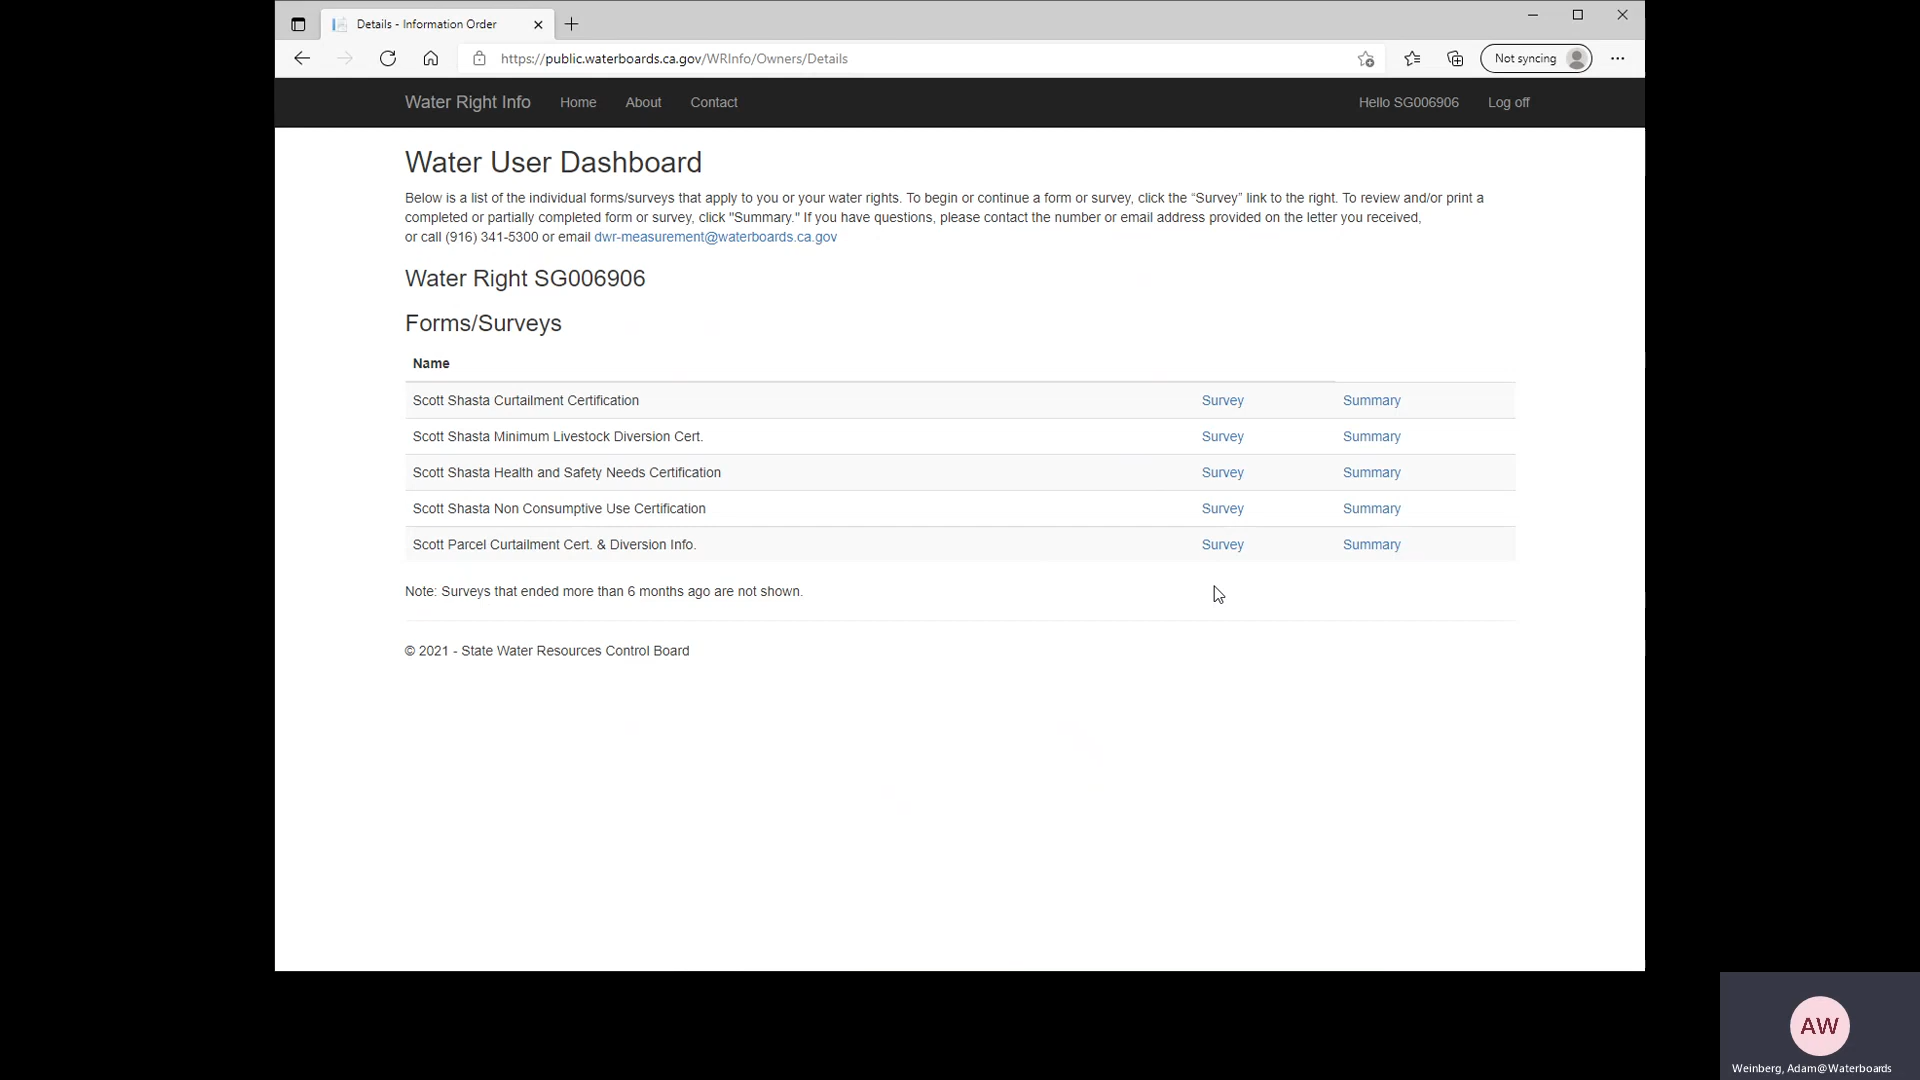 Details - Information Order
https://public.waterboards.ca.gov/WRInfo/Owners/Details
Not syncing
Water Right Info Home About Contact Hello SG006906 Log off
Water User Dashboard
Below is a list of the individual forms/surveys that apply to you or your water rights. To begin or continue a form or survey, click the “Survey” link to the right. To review and/or print a
completed or partially completed form or survey, click "Summary." If you have questions, please contact the number or email address provided on the letter you received,
or call (916) 341-5300 or email dwr-measurement@waterboards.ca.gov
Water Right SG006906
Forms/Surveys
Name
Scott Shasta Curtailment Certification Survey Summary
Scott Shasta Minimum Livestock Diversion Cert. Survey Summary
Scott Shasta Health and Safety Needs Certification Survey Summary
Scott Shasta Non Consumptive Use Certification Survey Summary
Scott Parcel Curtailment Cert. & Diversion Info. Survey Summary
Note: Surveys that ended more than 6 months ago are not shown.
© 2021 - State Water Resources Control Board
AW
Weinberg, Adam@Waterboards